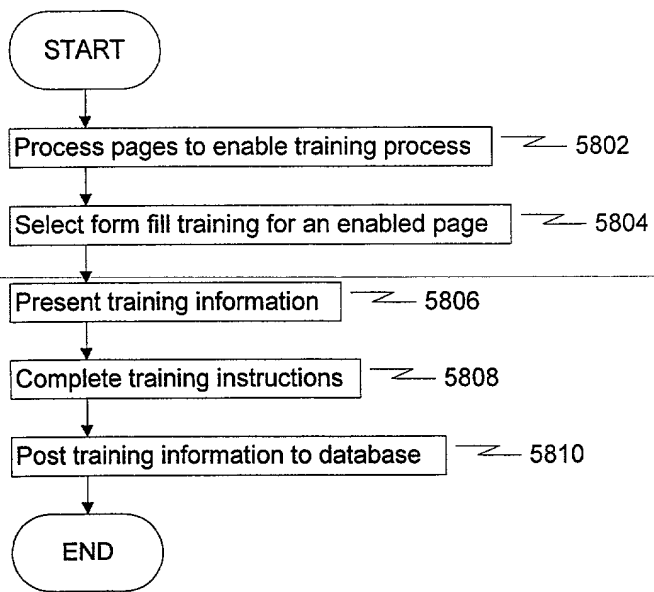 START
Process pages to enable training process 5802
Select form fill training for an enabled page 5804
Present training information 5806
Complete training instructions 5808
Post training information to database 5810
END